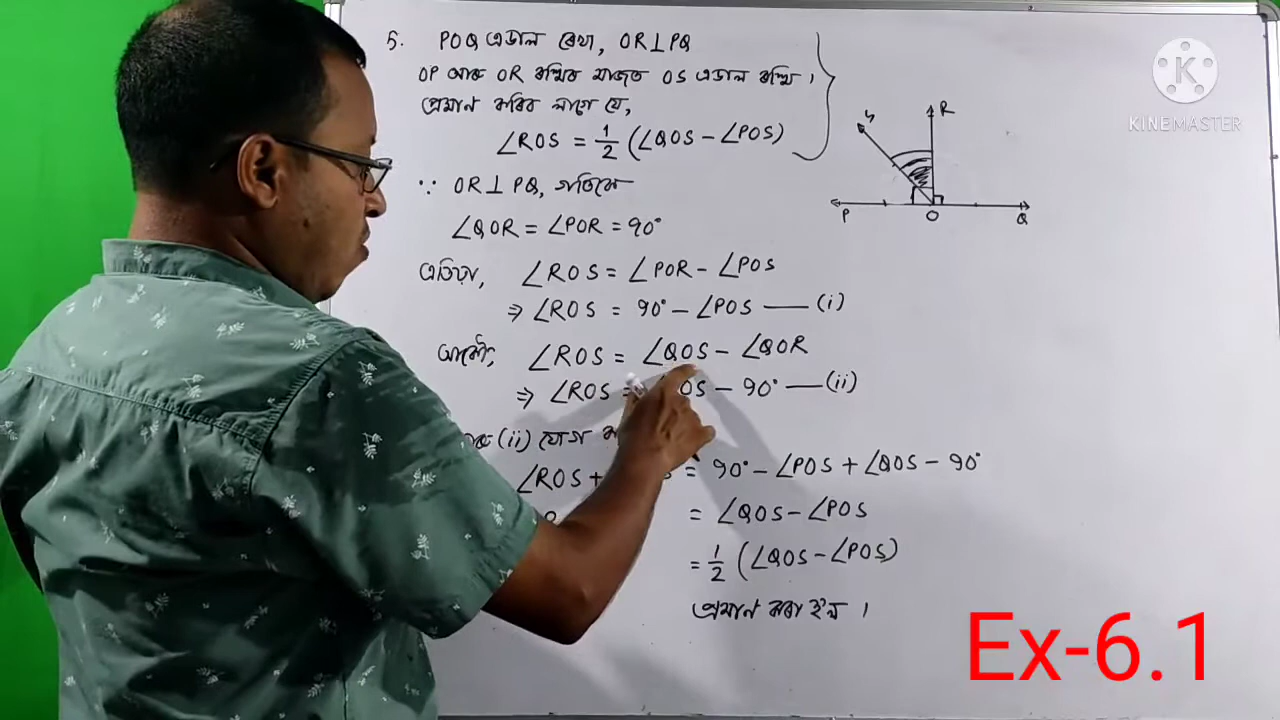 5. POQ এডাল ৰেখা, OR⊥PQ
OP আৰু OR ৰশ্মিৰ মাজত OS এডাল ৰশ্মি।
প্ৰমাণ কৰিব লাগে যে,
∠ROS = 1/2 (∠QOS - ∠POS)
∵ OR⊥PQ, গতিকে
∠QOR = ∠POR = 90°
এতিয়া, ∠ROS = ∠POR - ∠POS
⇒ ∠ROS = 90° - ∠POS —— (i)
আকৌ, ∠ROS = ∠QOS - ∠QOR
⇒ ∠ROS = OS - 90° —— (ii)
(ii) যোগ
∠ROS + S = 90° - ∠POS + ∠QOS - 90°
= ∠QOS - ∠POS
= 1/2 (∠QOS - ∠POS)
প্ৰমাণ কৰা হ'ল।
S
R
P
O
Q
K
KINEMASTER
Ex-6.1